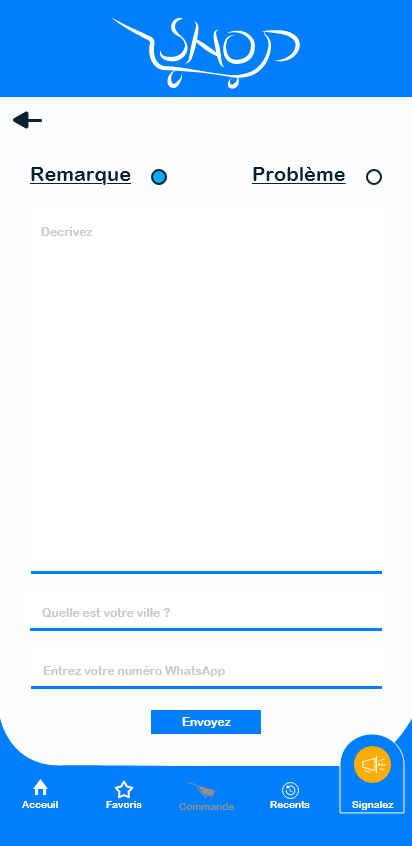 SHOP
Remarque
Problème
Decrivez
Quelle est votre ville ?
Entrez votre numéro WhatsApp
Envoyez
Acceuil
Favoris
Commande
Recents
Signalez